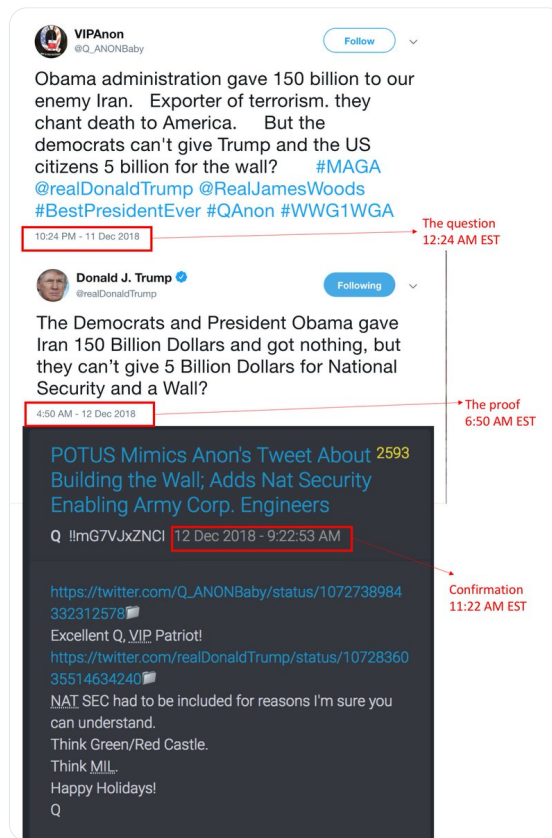 VIPAnon
@Q_ANONBaby
Follow
Obama administration gave 150 billion to our
enemy Iran. Exporter of terrorism. they
chant death to America. But the
democrats can't give Trump and the US
citizens 5 billion for the wall? #MAGA
@realDonaldTrump @RealJamesWoods
#BestPresidentEver #QAnon #WWG1WGA
10:24 PM - 11 Dec 2018
The question
12:24 AM EST
Donald J. Trump
@realDonaldTrump
Following
The Democrats and President Obama gave
Iran 150 Billion Dollars and got nothing, but
they can't give 5 Billion Dollars for National
Security and a Wall?
4:50 AM - 12 Dec 2018
The proof
6:50 AM EST
POTUS Mimics Anon's Tweet About 2593
Building the Wall; Adds Nat Security
Enabling Army Corp. Engineers
Q !!mG7VJxZNCI 12 Dec 2018 - 9:22:53 AM
Confirmation
11:22 AM EST
https://twitter.com/Q_ANONBaby/status/1072738984
332312578
Excellent Q, VIP Patriot!
https://twitter.com/realDonaldTrump/status/10728360
35514634240
NAT SEC had to be included for reasons I'm sure you
can understand.
Think Green/Red Castle.
Think MIL.
Happy Holidays!
Q